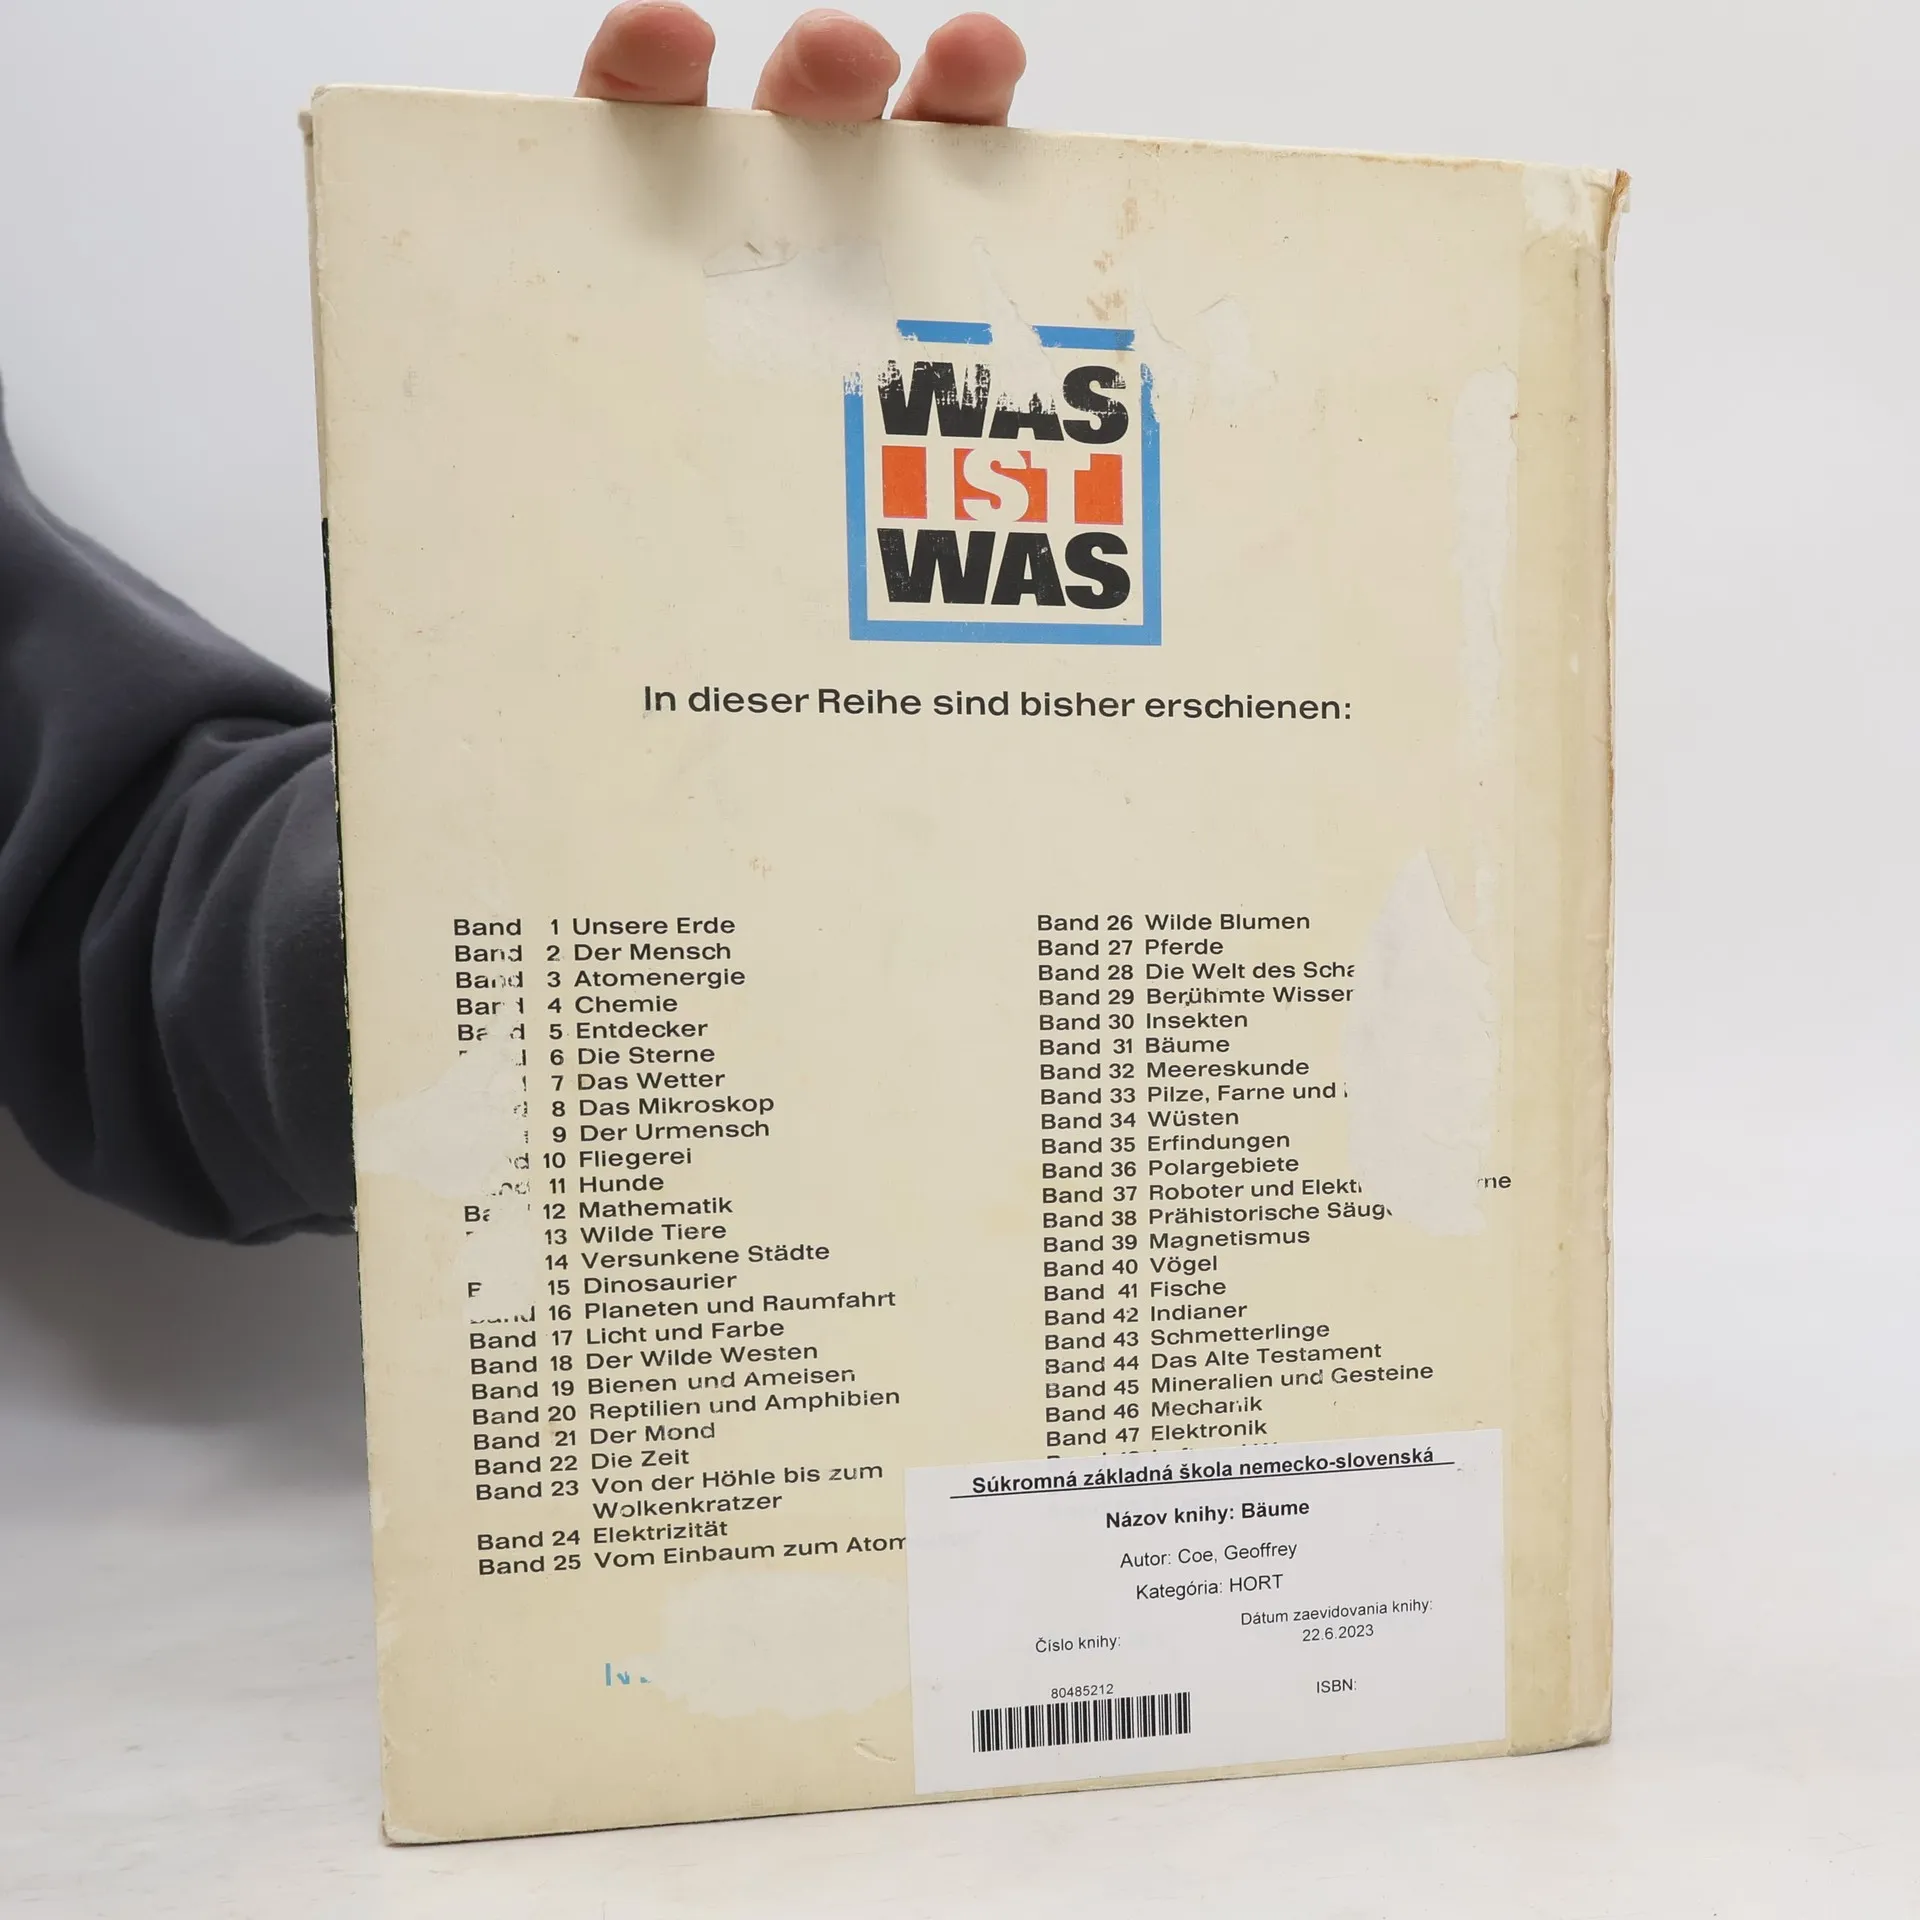 WAS
IST
WAS
In dieser Reihe sind bisher erschienen:
Band 1 Unsere Erde
Band 2 Der Mensch
Band 3 Atomenergie
Band 4 Chemie
Band 5 Entdecker
6 Die Sterne
7 Das Wetter
8 Das Mikroskop
9 Der Urmensch
10 Fliegerei
11 Hunde
12 Mathematik
13 Wilde Tiere
14 Versunkene Städte
15 Dinosaurier
16 Planeten und Raumfahrt
Band 17 Licht und Farbe
Band 18 Der Wilde Westen
Band 19 Bienen und Ameisen
Band 20 Reptilien und Amphibien
Band 21 Der Mond
Band 22 Die Zeit
Band 23 Von der Höhle bis zum
Wolkenkratzer
Band 24 Elektrizität
Band 25 Vom Einbaum zum Atom
Band 26 Wilde Blumen
Band 27 Pferde
Band 28 Die Welt des
Band 29 Berühmte
Band 30 Insekten
Band 31 Bäume
Band 32 Meereskunde
Band 33 Pilze, Farne und
Band 34 Wüsten
Band 35 Erfindungen
Band 36 Polargebiete
Band 37 Roboter und
Band 38 Prähistorische
Band 39 Magnetismus
Band 40 Vögel
Band 41 Fische
Band 42 Indianer
Band 43 Schmetterlinge
Band 44 Das Alte Testament
Band 45 Mineralien und Gesteine
Band 46 Mechanik
Band 47 Elektronik
Súkromná základná škola nemecko-slovenská
Názov knihy: Bäume
Autor: Coe, Geoffrey
Kategória: HORT
Dátum zaevidovania knihy:
22.6.2023
Číslo knihy:
80485212
ISBN: